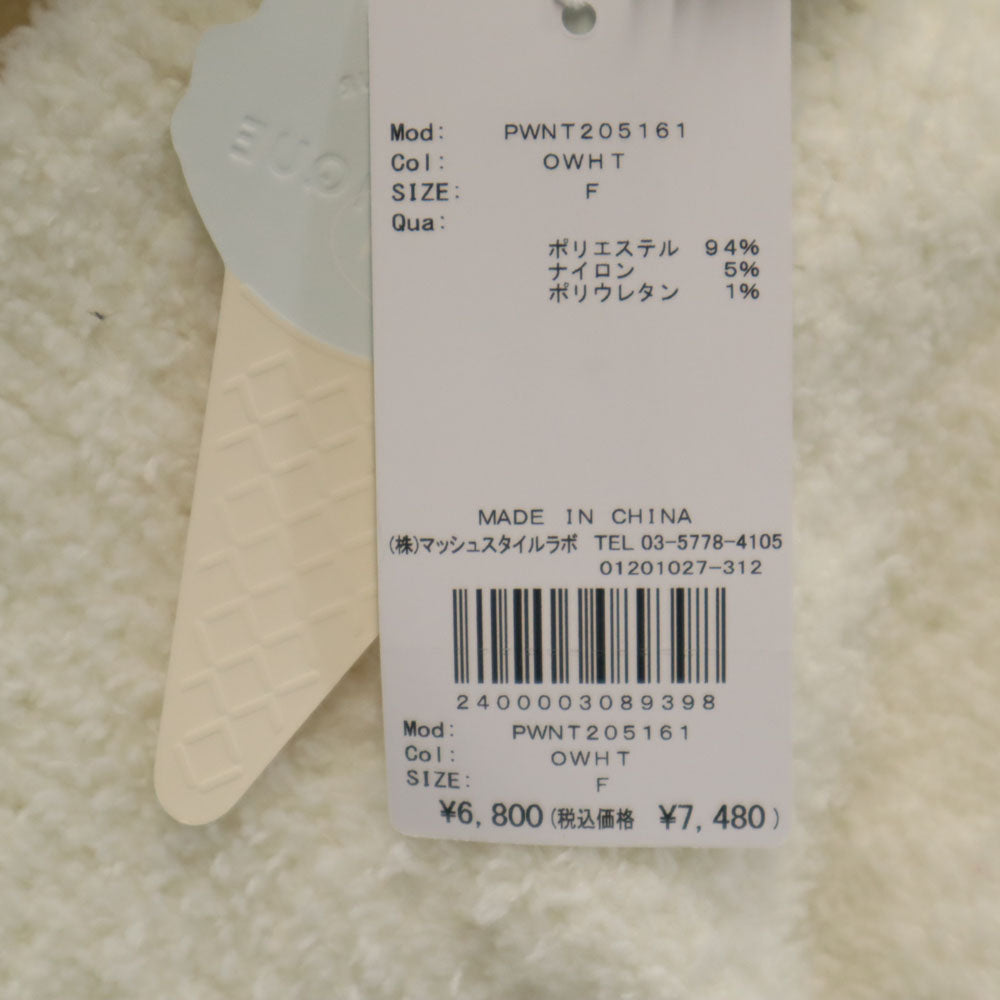 Mod: PWNT205161
Col: OWHT
SIZE: F
Qua:
ポリエステル 94%
ナイロン 5%
ポリウレタン 1%
MADE IN CHINA
(株)マッシュスタイルラボ TEL 03-5778-4105
01201027-312
2400003089398
Mod: PWNT205161
Col: OWHT
SIZE: F
¥6,800(税込価格 ¥7,480)